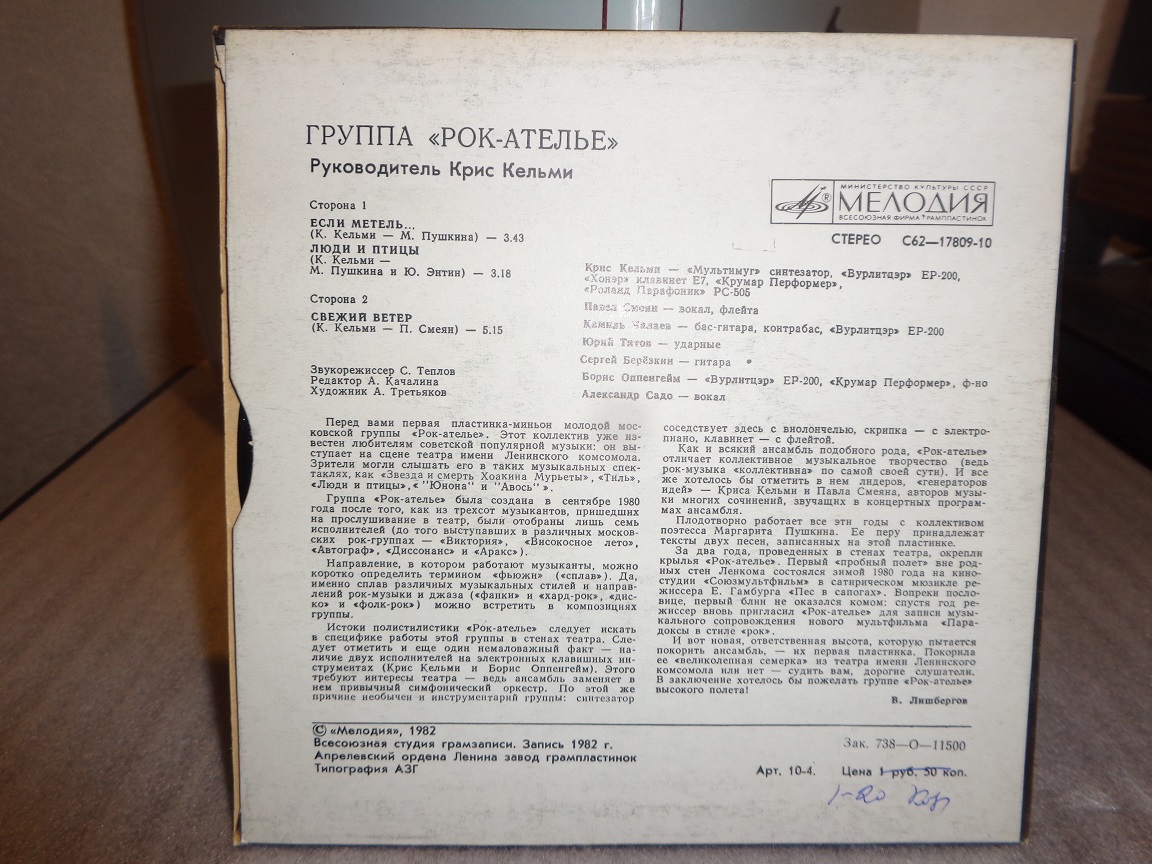 ГРУППА «РОК-АТЕЛЬЕ»
Руководитель Крис Кельми
МИНИСТЕРСТВО КУЛЬТУРЫ СССР
МЕЛОДИЯ
ВСЕСОЮЗНАЯ ФИРМА ГРАМПЛАСТИНОК
СТЕРЕО С62—17809-10
Сторона 1
ЕСЛИ МЕТЕЛЬ...
(К. Кельми — М. Пушкина) — 3.43
ЛЮДИ И ПТИЦЫ
(К. Кельми —
М. Пушкина и Ю. Энтин) — 3.18
Сторона 2
СВЕЖИЙ ВЕТЕР
(К. Кельми — П. Смеян) — 5.15
Звукорежиссер С. Теплов
Редактор А. Качалина
Художник А. Третьяков
Крис Кельми — «Мультимуг» синтезатор, «Вурлитцэр» EP-200,
«Хонэр» клавинет E7, «Крумар Перформер»,
«Роланд Парафоник» PC-505
Павел Смеян — вокал, флейта
Камиль Чалаев — бас-гитара, контрабас, «Вурлитцэр» EP-200
Юрий Титов — ударные
Сергей Берёзкин — гитара
Борис Оппенгейм — «Вурлитцэр» EP-200, «Крумар Перформер», ф-но
Александр Садо — вокал
Перед вами первая пластинка-миньон молодой мос-
ковской группы «Рок-ателье». Этот коллектив уже из-
вестен любителям советской популярной музыки: он вы-
ступает на сцене театра имени Ленинского комсомола.
Зрители могли слышать его в таких музыкальных спек-
таклях, как «Звезда и смерть Хоакина Мурьеты», «Тиль»,
«Люди и птицы», « "Юнона" и "Авось" ».
Группа «Рок-ателье» была создана в сентябре 1980
года после того, как из трехсот музыкантов, пришедших
на прослушивание в театр, были отобраны лишь семь
исполнителей (до того выступавших в различных москов-
ских рок-группах — «Виктория», «Високосное лето»,
«Автограф», «Диссонанс» и «Аракс»).
Направление, в котором работают музыканты, можно
коротко определить термином «фьюжн» («сплав»). Да,
именно сплав различных музыкальных стилей и направ-
лений рок-музыки и джаза («фанки» и «хард-рок», «дис-
ко» и «фолк-рок») можно встретить в композициях
группы.
Истоки полистилистики «Рок-ателье» следует искать
в специфике работы этой группы в стенах театра. Сле-
дует отметить и еще один немаловажный факт — на-
личие двух исполнителей на электронных клавишных ин-
струментах (Крис Кельми и Борис Оппенгейм). Этого
требуют интересы театра — ведь ансамбль заменяет в
нем привычный симфонический оркестр. По этой же
причине необычен и инструментарий группы: синтезатор
соседствует здесь с виолончелью, скрипка — с электро-
пиано, клавинет — с флейтой.
Как и всякий ансамбль подобного рода, «Рок-ателье»
отличает коллективное музыкальное творчество (ведь
рок-музыка «коллективна» по самой своей сути). И все
же хотелось бы отметить в нем лидеров, «генераторов
идей» — Криса Кельми и Павла Смеяна, авторов музы-
ки многих сочинений, звучащих в концертных програм-
мах ансамбля.
Плодотворно работает все эти годы с коллективом
поэтесса Маргарита Пушкина. Ее перу принадлежат
тексты двух песен, записанных на этой пластинке.
За два года, проведенных в стенах театра, окрепли
крылья «Рок-ателье». Первый «пробный полет» вне род-
ных стен Ленкома состоялся зимой 1980 года на кино-
студии «Союзмультфильм» в сатирическом мюзикле ре-
жиссера Е. Гамбурга «Пес в сапогах». Вопреки посло-
вице, первый блин не оказался комом: спустя год ре-
жиссер вновь пригласил «Рок-ателье» для записи музы-
кального сопровождения нового мультфильма «Пара-
доксы в стиле «рок».
И вот новая, ответственная высота, которую пытается
покорить ансамбль, — их первая пластинка. Покорила
ее «великолепная семерка» из театра имени Ленинского
комсомола или нет — судить вам, дорогие слушатели.
В заключение хотелось бы пожелать группе «Рок-ателье»
высокого полета!
В. Лишбергов
© «Мелодия», 1982
Всесоюзная студия грамзаписи. Запись 1982 г.
Апрелевский ордена Ленина завод грампластинок
Типография АЗГ
Зак. 738—О—11500
Арт. 10-4. Цена 1 руб. 50 коп.
1-20 коп